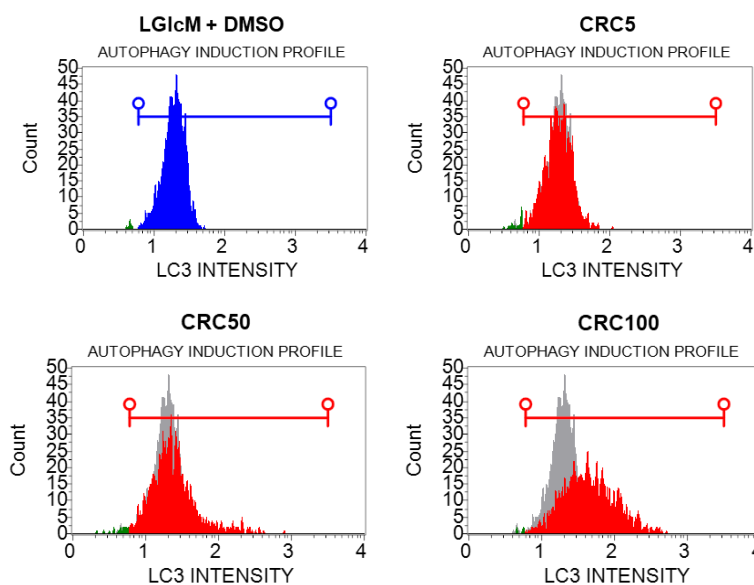 LGlcM + DMSO
AUTOPHAGY INDUCTION PROFILE
50
45
40
35
30
25
20
15
10
5
0
Count
0 1 2 3 4
LC3 INTENSITY
CRC5
AUTOPHAGY INDUCTION PROFILE
50
45
40
35
30
25
20
15
10
5
0
Count
0 1 2 3 4
LC3 INTENSITY
CRC50
AUTOPHAGY INDUCTION PROFILE
50
45
40
35
30
25
20
15
10
5
0
Count
0 1 2 3 4
LC3 INTENSITY
CRC100
AUTOPHAGY INDUCTION PROFILE
50
45
40
35
30
25
20
15
10
5
0
Count
0 1 2 3 4
LC3 INTENSITY